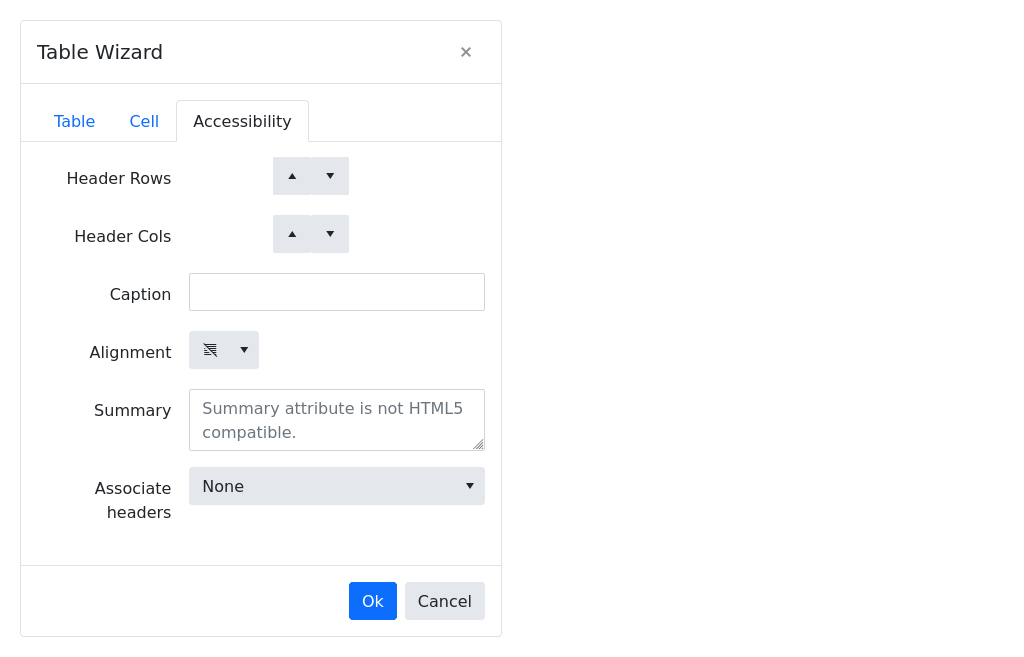 Table Wizard ×
Table Cell Accessibility
Header Rows
Header Cols
Caption
Alignment
Summary
Summary attribute is not HTML5
compatible.
Associate
headers
None
Ok Cancel